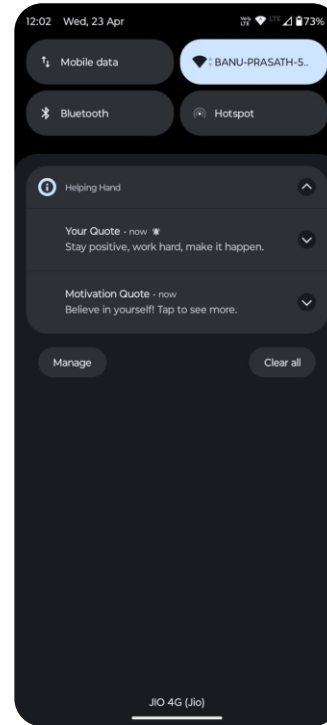 12:02 Wed, 23 Apr LTE 73%
Mobile data
BANU-PRASATH-5..
Bluetooth
Hotspot
Helping Hand
Your Quote • now
Stay positive, work hard, make it happen.
Motivation Quote • now
Believe in yourself! Tap to see more.
Manage
Clear all
JIO 4G (Jio)